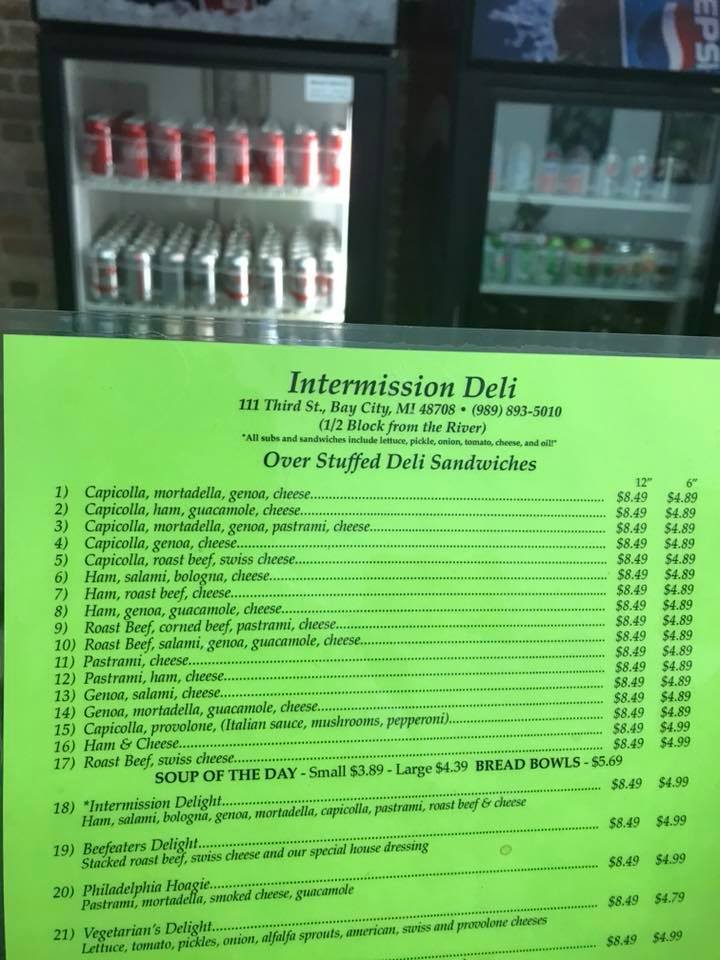 PEPSI
Intermission Deli
111 Third St., Bay City, MI 48708 • (989) 893-5010
(1/2 Block from the River)
"All subs and sandwiches include lettuce, pickle, onion, tomato, cheese, and oil!"
Over Stuffed Deli Sandwiches
12" 6"
1) Capicolla, mortadella, genoa, cheese........ $8.49 $4.89
2) Capicolla, ham, guacamole, cheese........ $8.49 $4.89
3) Capicolla, mortadella, genoa, pastrami, cheese........ $8.49 $4.89
4) Capicolla, genoa, cheese........ $8.49 $4.89
5) Capicolla, roast beef, swiss cheese........ $8.49 $4.89
6) Ham, salami, bologna, cheese........ $8.49 $4.89
7) Ham, roast beef, cheese........ $8.49 $4.89
8) Ham, genoa, guacamole, cheese........ $8.49 $4.89
9) Roast Beef, corned beef, pastrami, cheese........ $8.49 $4.89
10) Roast Beef, salami, genoa, guacamole, cheese........ $8.49 $4.89
11) Pastrami, cheese........ $8.49 $4.89
12) Pastrami, ham, cheese........ $8.49 $4.89
13) Genoa, salami, cheese........ $8.49 $4.89
14) Genoa, mortadella, guacamole, cheese........ $8.49 $4.89
15) Capicolla, provolone, (Italian sauce, mushrooms, pepperoni)........ $8.49 $4.89
16) Ham & Cheese........ $8.49 $4.99
17) Roast Beef, swiss cheese........ $8.49 $4.99
SOUP OF THE DAY - Small $3.89 - Large $4.39 BREAD BOWLS - $5.69
18) *Intermission Delight........ $8.49 $4.99
Ham, salami, bologna, genoa, mortadella, capicolla, pastrami, roast beef & cheese
19) Beefeaters Delight........ $8.49 $4.99
Stacked roast beef, swiss cheese and our special house dressing
20) Philadelphia Hoagie........ $8.49 $4.99
Pastrami, mortadella, smoked cheese, guacamole
21) Vegetarian's Delight........ $8.49 $4.79
Lettuce, tomato, pickles, onion, alfalfa sprouts, american, swiss and provolone cheeses
$8.49 $4.99